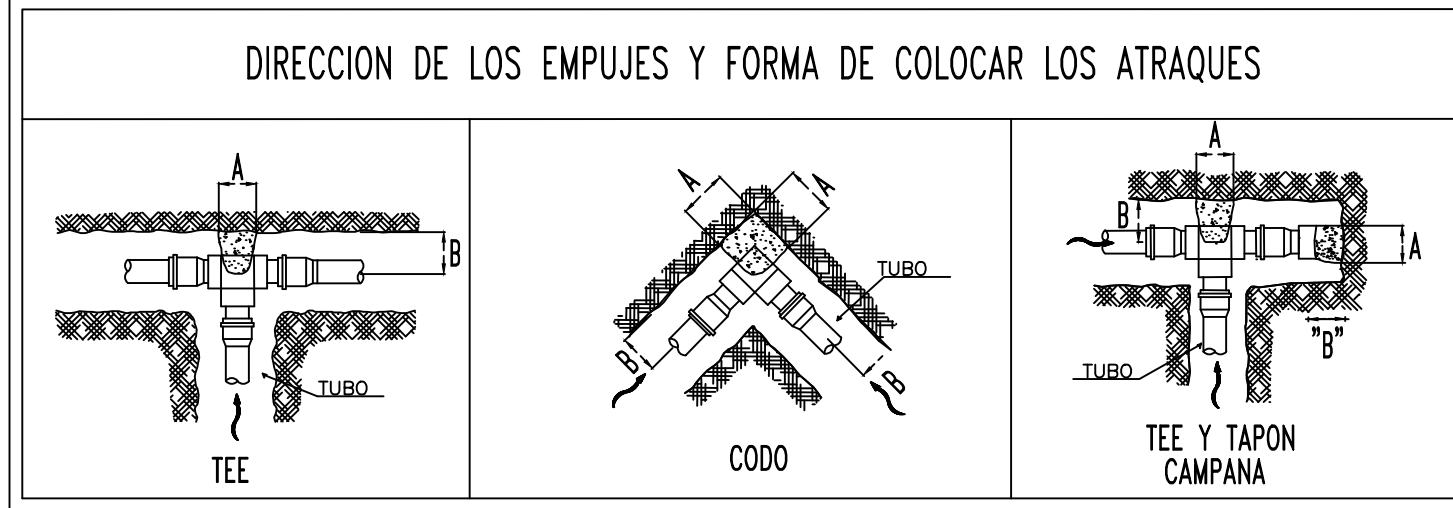 DIRECCION DE LOS EMPUJES Y FORMA DE COLOCAR LOS ATRAQUES
A
B
TUBO
TEE
A
A
TUBO
B
B
CODO
A
B
A
"B"
TUBO
TEE Y TAPON
CAMPANA